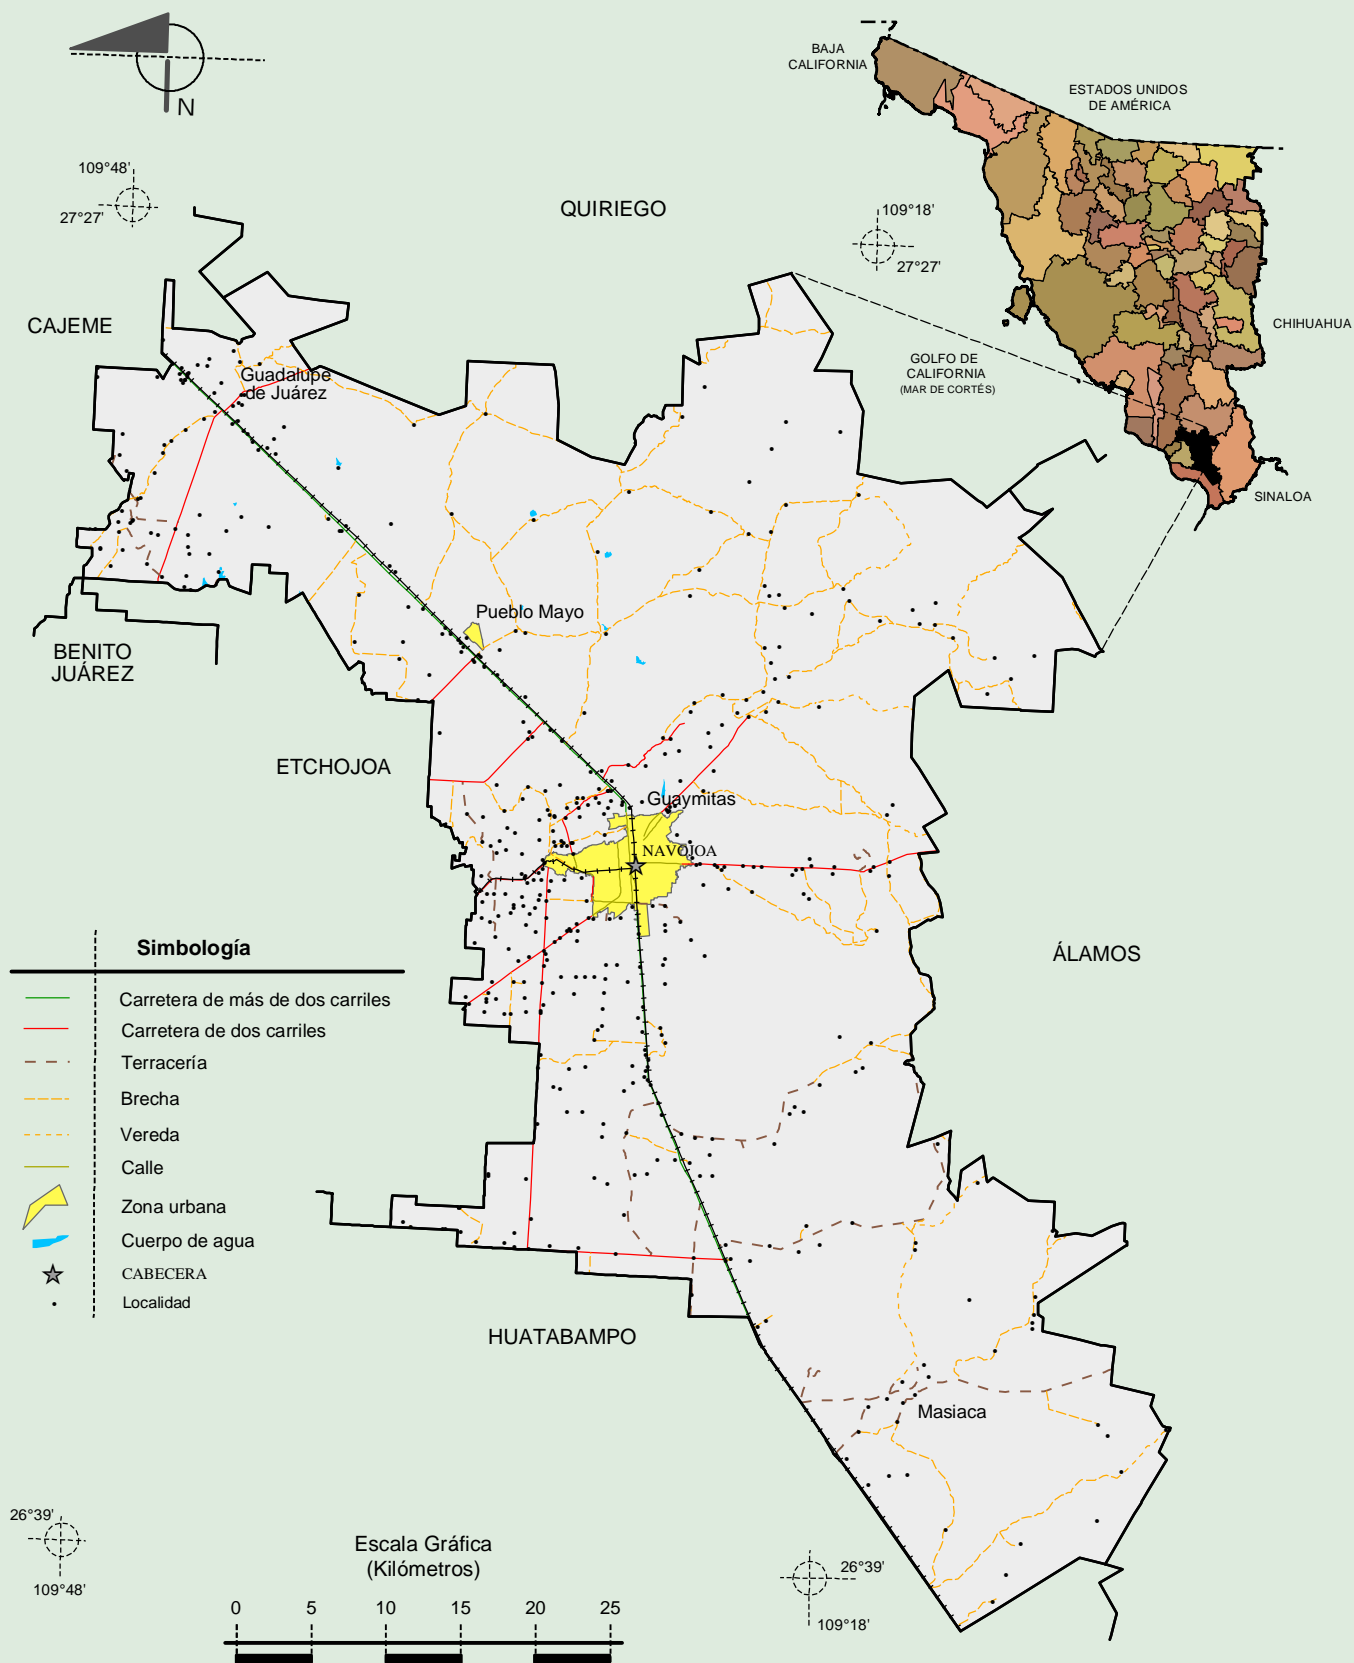 N
BAJA
CALIFORNIA
ESTADOS UNIDOS
DE AMÉRICA
109°48'
27°27'
QUIRIEGO
109°18'
27°27'
CAJEME
CHIHUAHUA
GOLFO DE
CALIFORNIA
(MAR DE CORTÉS)
Guadalupe
de Juárez
SINALOA
Pueblo Mayo
BENITO
JUÁREZ
ETCHOJOA
Guaymitas
NAVOJOA
ÁLAMOS
Simbología
Carretera de más de dos carriles
Carretera de dos carriles
Terracería
Brecha
Vereda
Calle
Zona urbana
Cuerpo de agua
CABECERA
Localidad
HUATABAMPO
Masiaca
26°39'
109°48'
Escala Gráfica
(Kilómetros)
0 5 10 15 20 25
26°39'
109°18'